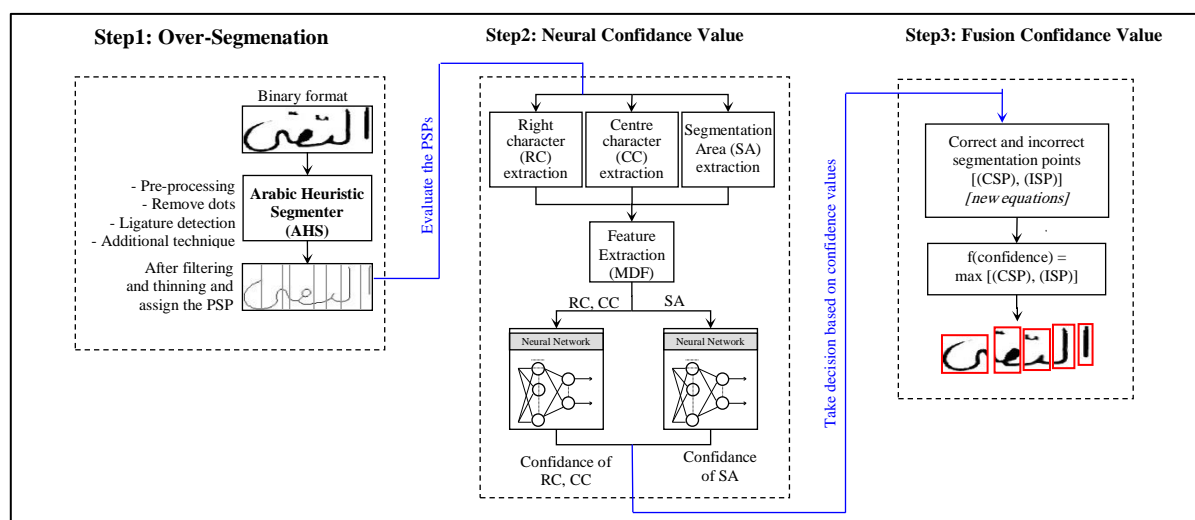 Step1: Over-Segmenation
Binary format
التقى
- Pre-processing
- Remove dots
- Ligature detection
- Additional technique
Arabic Heuristic
Segmenter
(AHS)
After filtering
and thinning and
assign the PSP
Evaluate the PSPs
Step2: Neural Confidance Value
Right
character
(RC)
extraction
Centre
character
(CC)
extraction
Segmentation
Area (SA)
extraction
Feature
Extraction
(MDF)
RC, CC
SA
Neural Network
Neural Network
Confidance of
RC, CC
Confidance
of SA
Take decision based on confidence values
Step3: Fusion Confidance Value
Correct and incorrect
segmentation points
[(CSP), (ISP)]
[new equations]
f(confidence) =
max [(CSP), (ISP)]